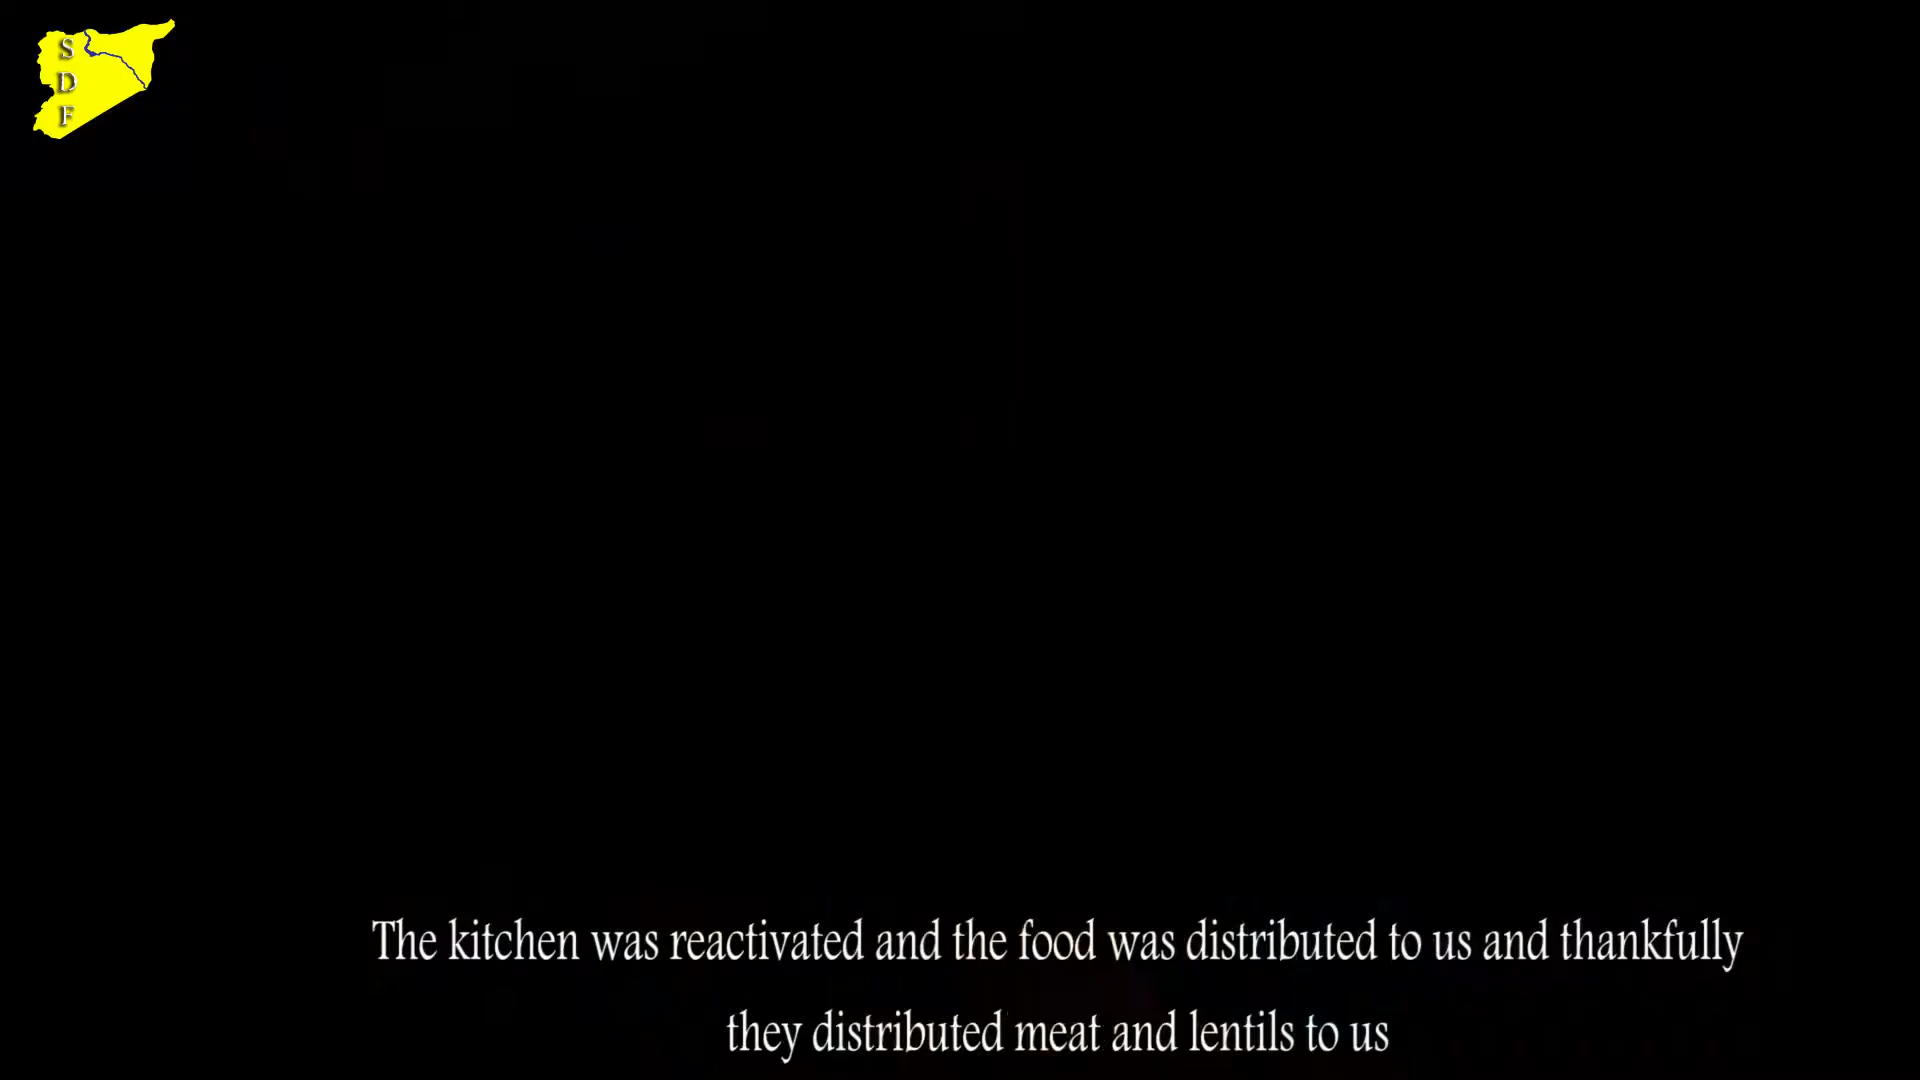 S
D
F
The kitchen was reactivated and the food was distributed to us and thankfully
they distributed meat and lentils to us